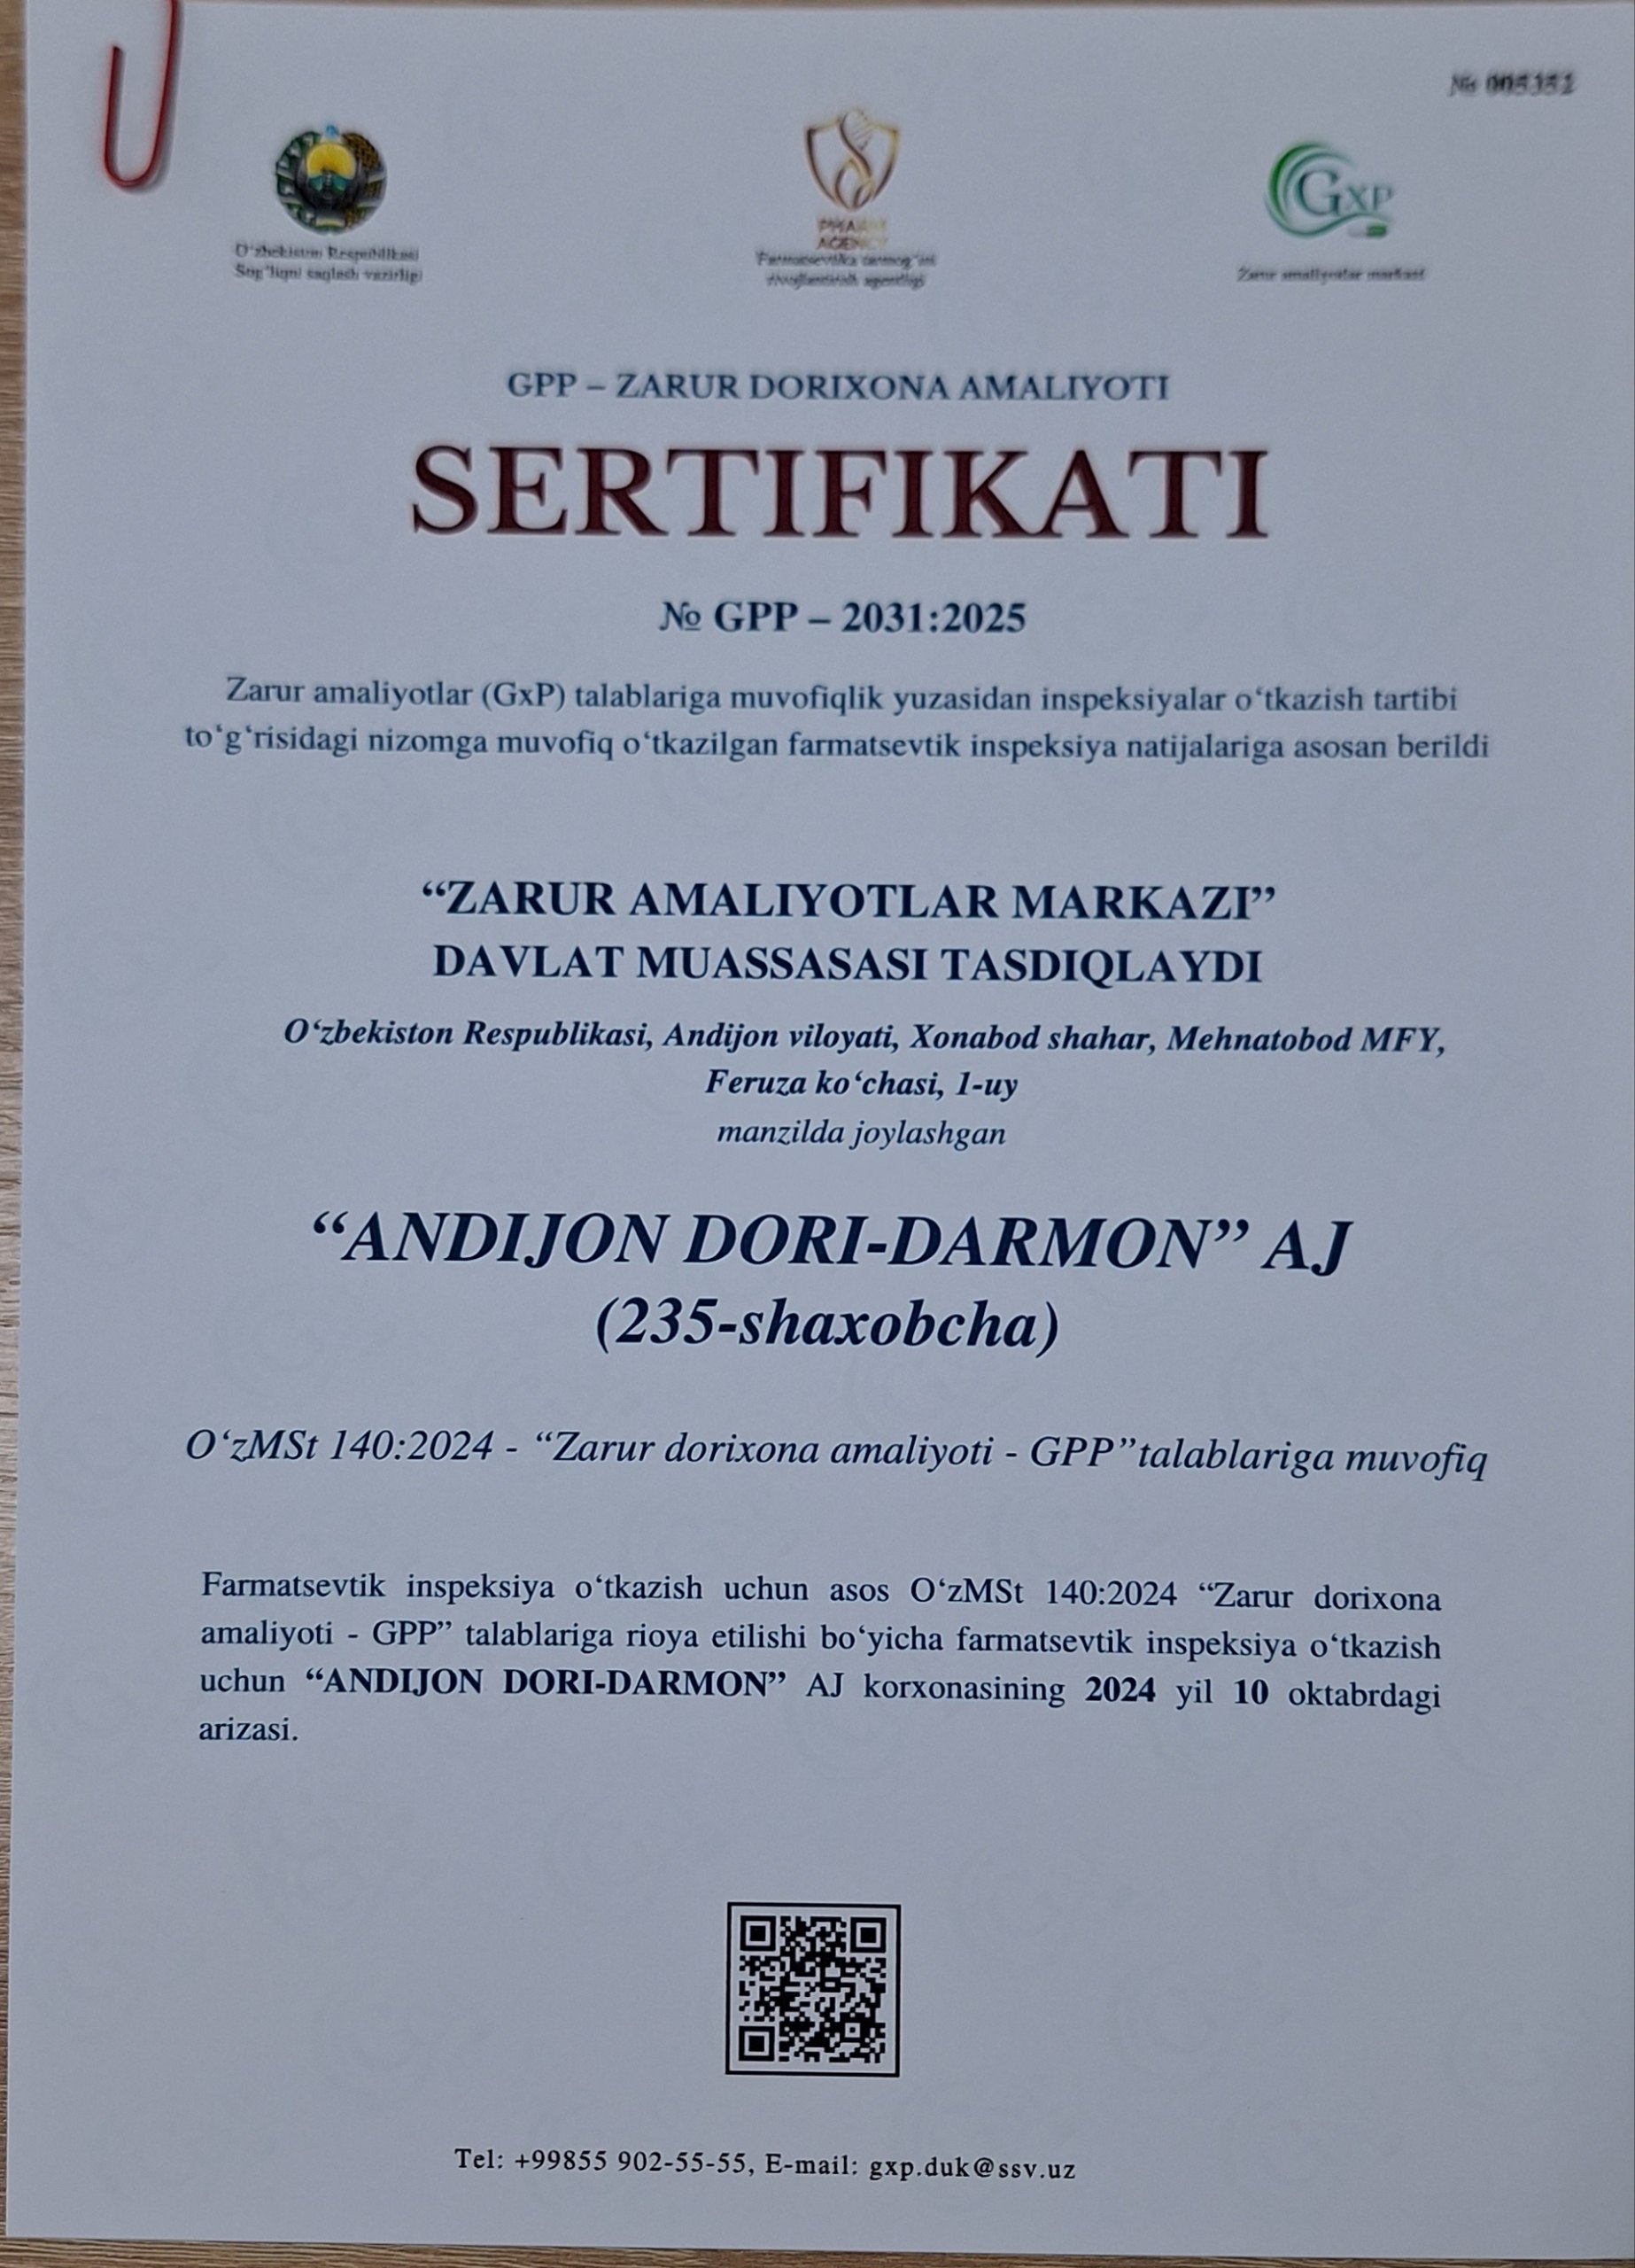 № 005352
O‘zbekiston Respublikasi
Sog‘liqni saqlash vazirligi
PHARM
AGENCY
Farmatsevtika tarmog‘ini
rivojlantirish agentligi
GXP
Zarur amaliyotlar markazi
GPP – ZARUR DORIXONA AMALIYOTI
SERTIFIKATI
№ GPP – 2031:2025
Zarur amaliyotlar (GxP) talablariga muvofiqlik yuzasidan inspeksiyalar o‘tkazish tartibi
to‘g‘risidagi nizomga muvofiq o‘tkazilgan farmatsevtik inspeksiya natijalariga asosan berildi
“ZARUR AMALIYOTLAR MARKAZI”
DAVLAT MUASSASASI TASDIQLAYDI
O‘zbekiston Respublikasi, Andijon viloyati, Xonabod shahar, Mehnatobod MFY,
Feruza ko‘chasi, 1-uy
manzilda joylashgan
“ANDIJON DORI-DARMON” AJ
(235-shaxobcha)
O‘zMSt 140:2024 - “Zarur dorixona amaliyoti - GPP”talablariga muvofiq
Farmatsevtik inspeksiya o‘tkazish uchun asos O‘zMSt 140:2024 “Zarur dorixona
amaliyoti - GPP” talablariga rioya etilishi bo‘yicha farmatsevtik inspeksiya o‘tkazish
uchun “ANDIJON DORI-DARMON” AJ korxonasining 2024 yil 10 oktabrdagi
arizasi.
Tel: +99855 902-55-55, E-mail: gxp.duk@ssv.uz